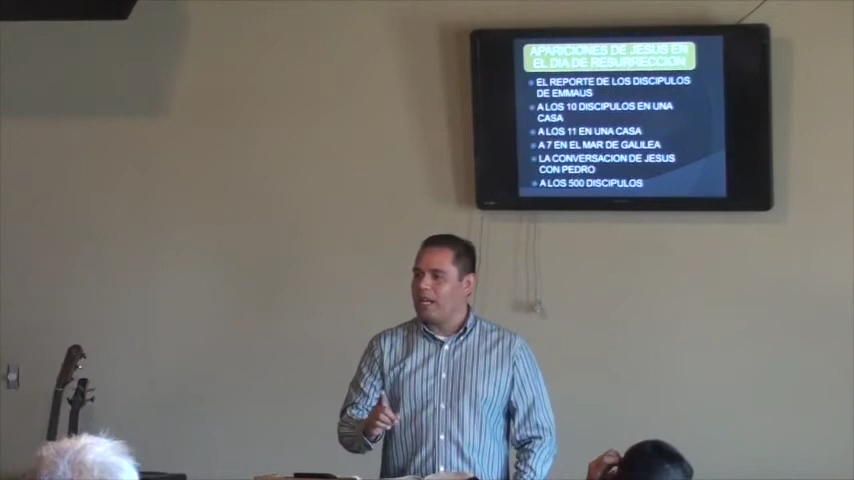 APARICIONES DE JESUS EN
EL DIA DE RESURRECCION
EL REPORTE DE LOS DISCIPULOS
DE EMMAUS
A LOS 10 DISCIPULOS EN UNA
CASA
A LOS 11 EN UNA CASA
A 7 EN EL MAR DE GALILEA
LA CONVERSACION DE JESUS
CON PEDRO
A LOS 500 DISCIPULOS